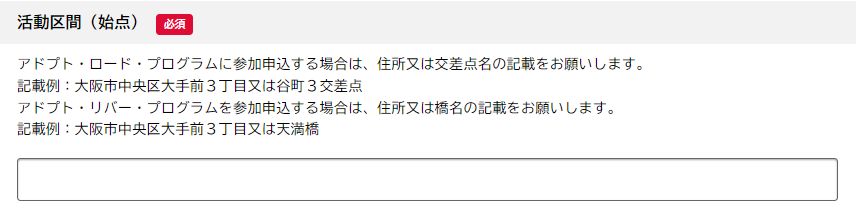 活動区間（始点） 必須
アドプト・ロード・プログラムに参加申込する場合は、住所又は交差点名の記載をお願いします。
記載例：大阪市中央区大手前３丁目又は谷町３交差点
アドプト・リバー・プログラムを参加申込する場合は、住所又は橋名の記載をお願いします。
記載例：大阪市中央区大手前３丁目又は天満橋